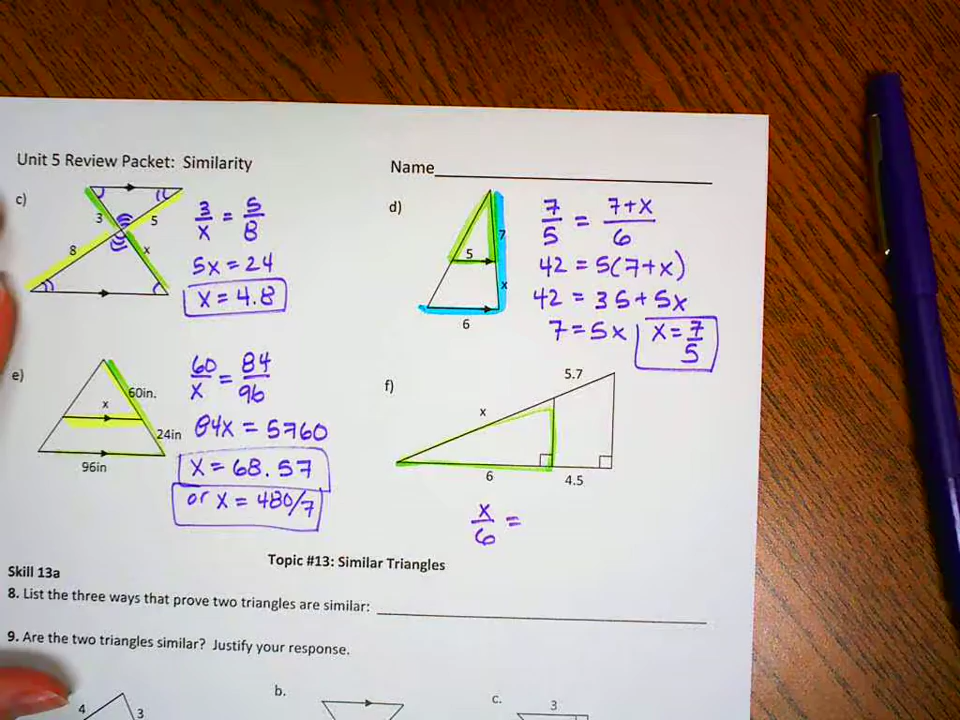 Unit 5 Review Packet: Similarity
Name
c)
3
5
8
x
3/x = 5/8
5x = 24
x = 4.8
d)
7
5
x
6
7/5 = 7+x/6
42 = 5(7+x)
42 = 35+5x
7 = 5x
x = 7/5
e)
60in.
x
24in
96in
60/x = 84/96
84x = 5760
x = 68.57
or x = 480/7
f)
5.7
x
6
4.5
x/6 =
Topic #13: Similar Triangles
Skill 13a
8. List the three ways that prove two triangles are similar:
9. Are the two triangles similar? Justify your response.
4
3
b.
c.
3